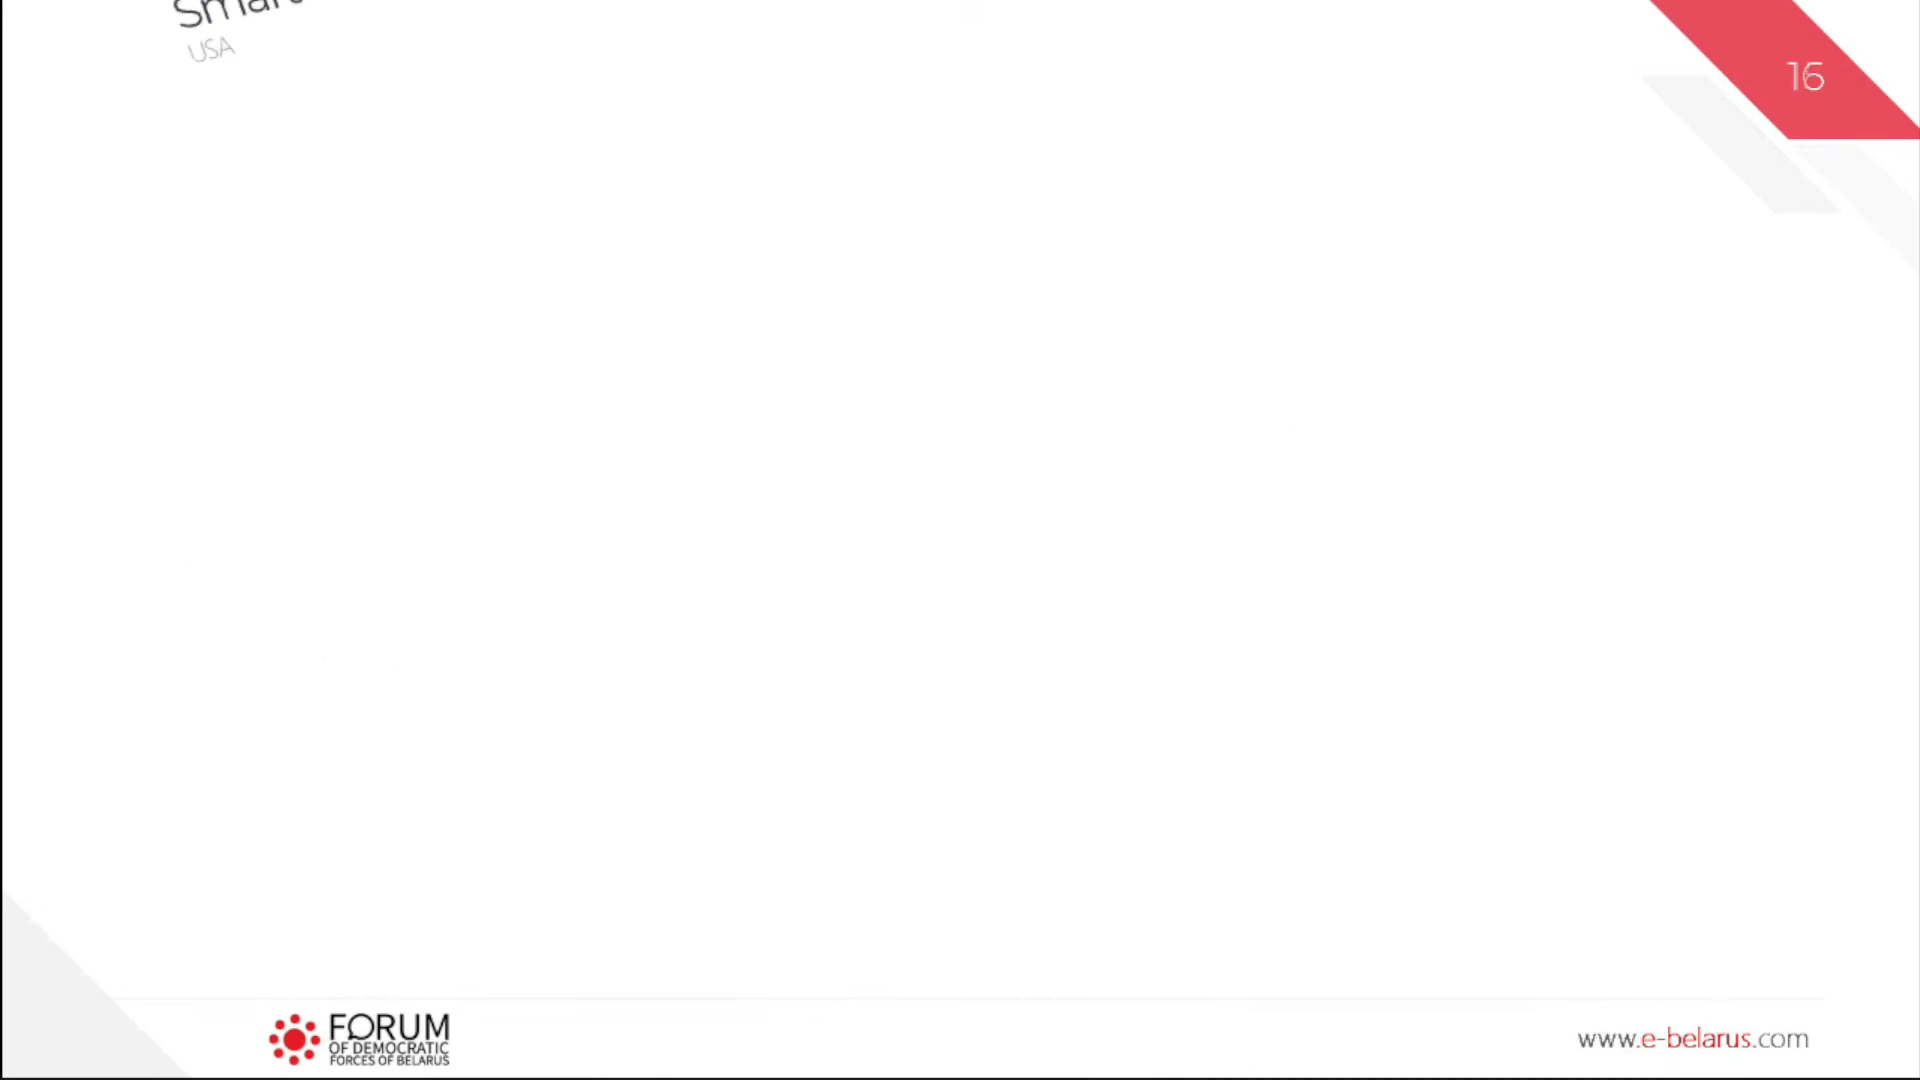 USA
16
FORUM
OF DEMOCRATIC
FORCES OF BELARUS
www.e-belarus.com